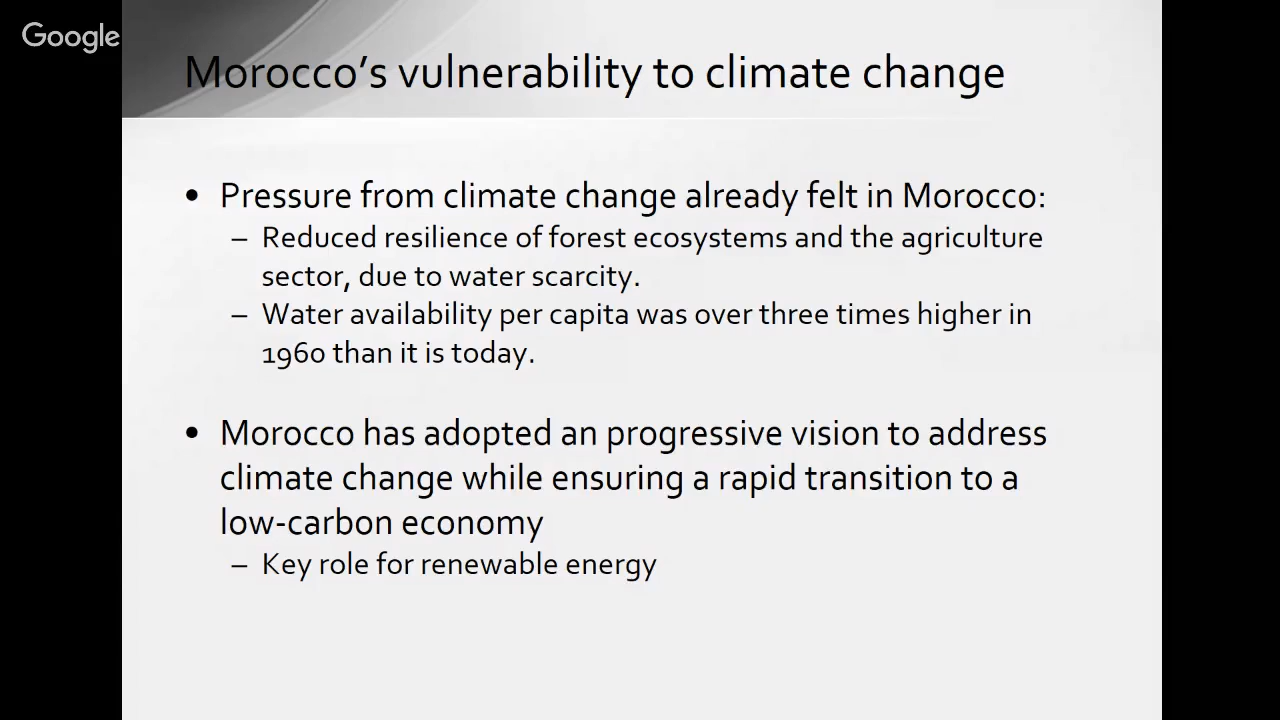 Google
Morocco's vulnerability to climate change
• Pressure from climate change already felt in Morocco:
– Reduced resilience of forest ecosystems and the agriculture
sector, due to water scarcity.
– Water availability per capita was over three times higher in
1960 than it is today.
• Morocco has adopted an progressive vision to address
climate change while ensuring a rapid transition to a
low-carbon economy
– Key role for renewable energy